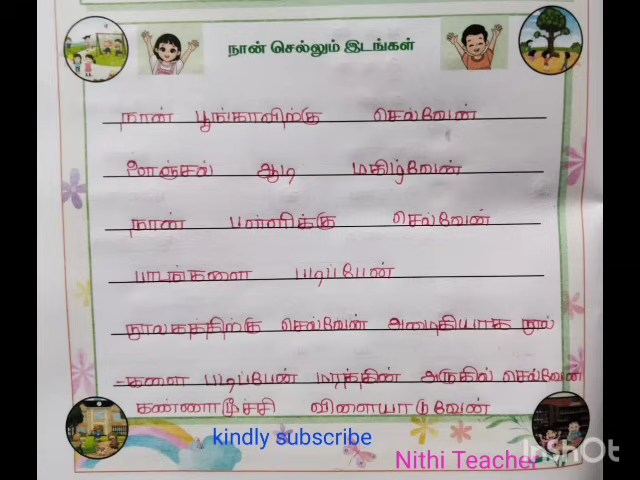 நான் செல்லும் இடங்கள்
நான் பூங்காவிற்கு செல்வேன்
ஊஞ்சல் ஆடி மகிழ்வேன்
நான் பள்ளிக்கு செல்வேன்
பாடங்களை படிப்பேன்
நூலகத்திற்கு செல்வேன் அமைதியாக நூல்
-களை படிப்பேன் மரத்தின் அருகில் செல்வேன்
கண்ணாமூச்சி விளையாடுவேன்
kindly subscribe
Nithi Teacher
InShOt